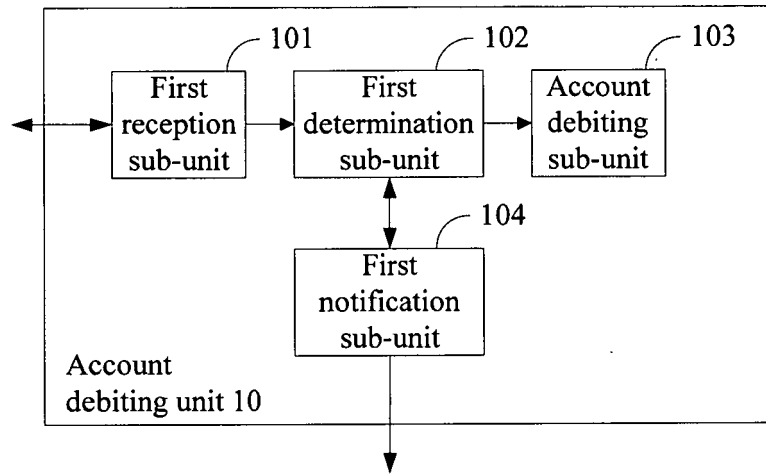 101
102
103
First
reception
sub-unit
First
determination
sub-unit
Account
debiting
sub-unit
104
First
notification
sub-unit
Account
debiting unit 10